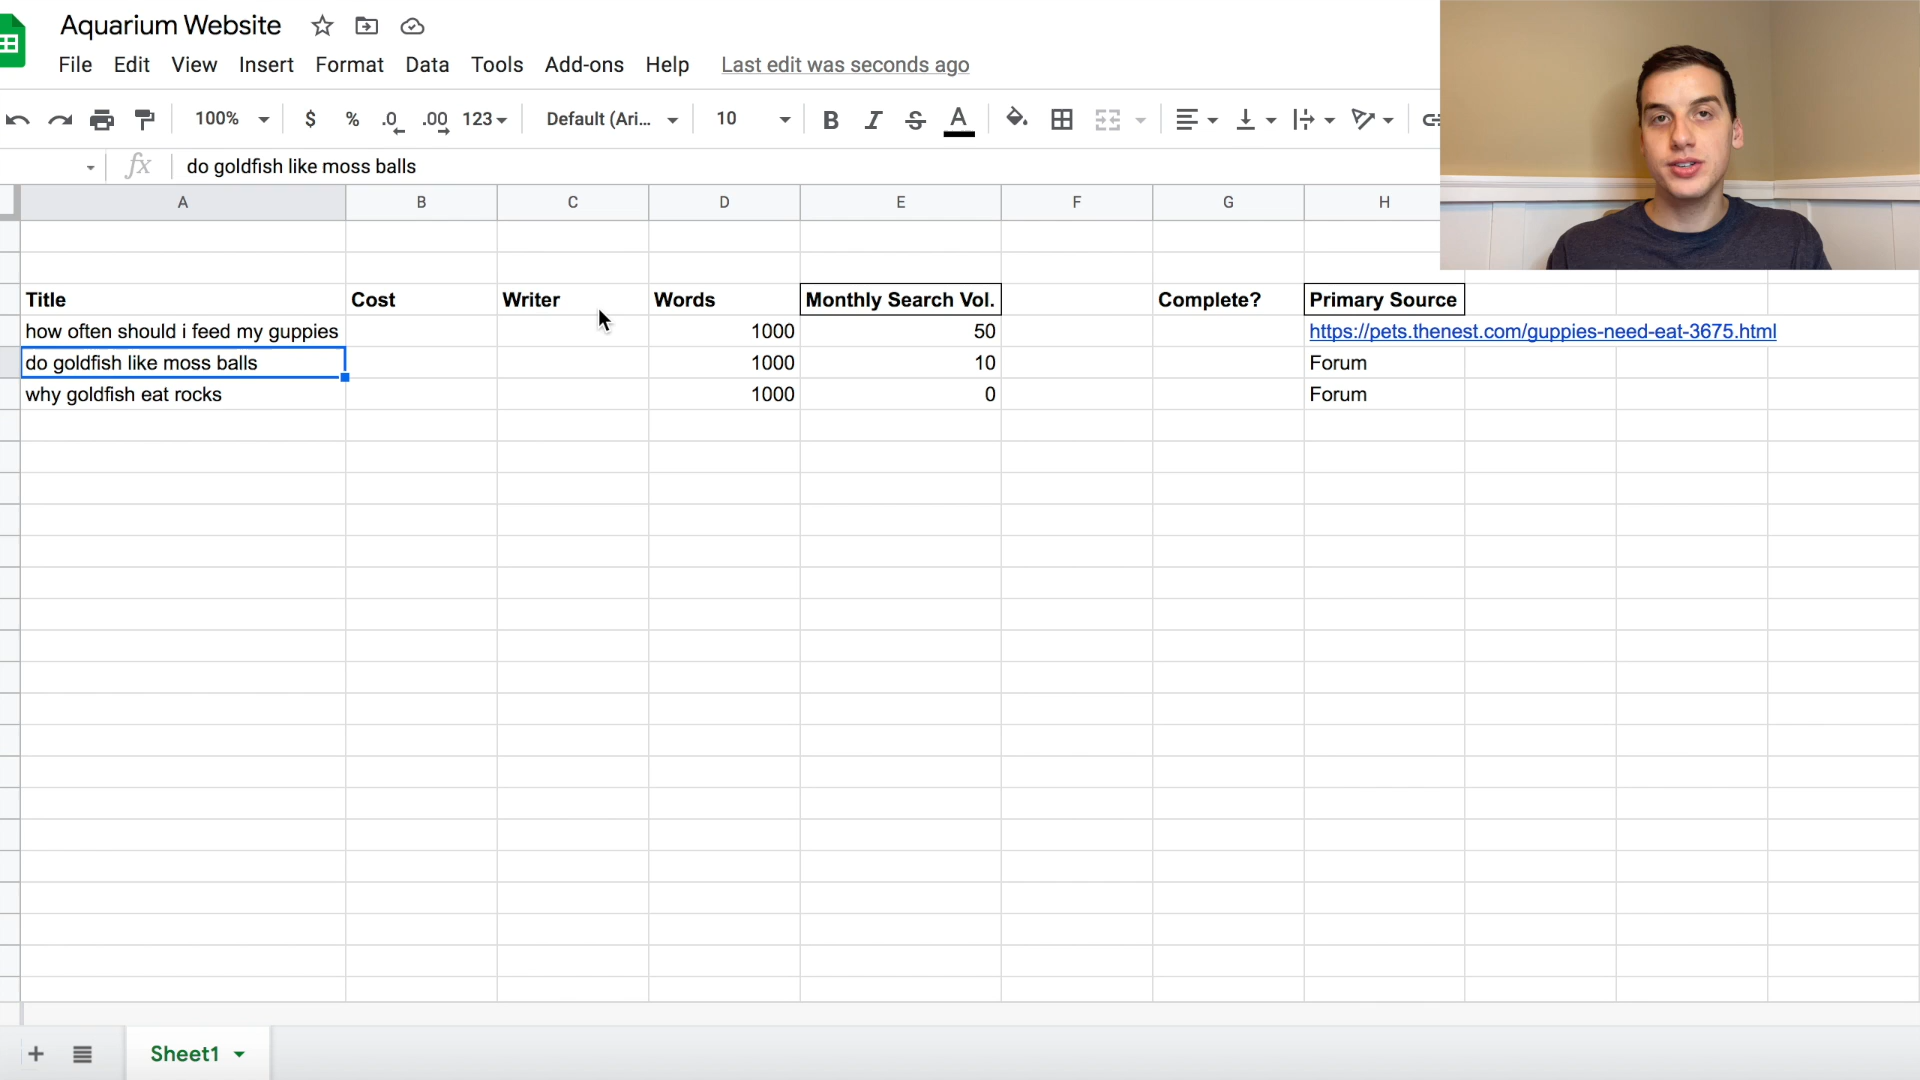 Aquarium Website
File Edit View Insert Format Data Tools Add-ons Help Last edit was seconds ago
100% $ % .0 .00 123 Default (Ari... 10 B I S A
fx do goldfish like moss balls
A B C D E F G H
Title Cost Writer Words Monthly Search Vol. Complete? Primary Source
how often should i feed my guppies 1000 50 https://pets.thenest.com/guppies-need-eat-3675.html
do goldfish like moss balls 1000 10 Forum
why goldfish eat rocks 1000 0 Forum
Sheet1